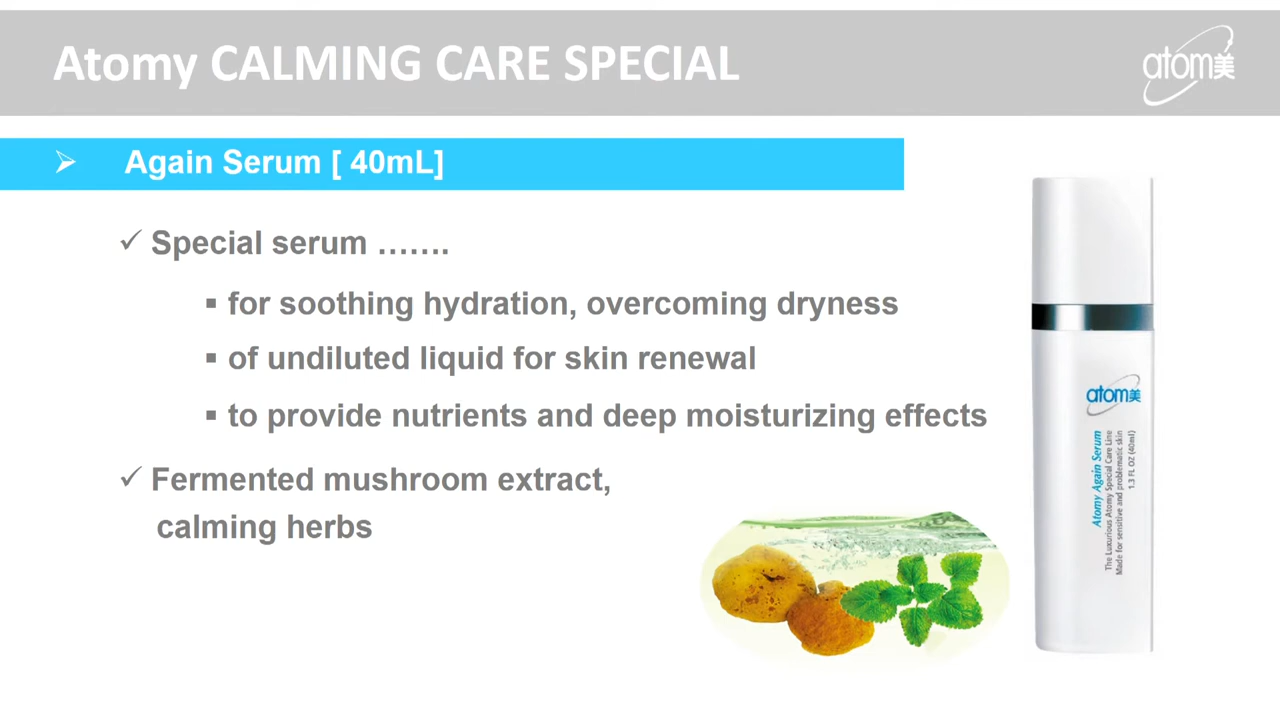 Atomy CALMING CARE SPECIAL
atom美
Again Serum [ 40mL]
Special serum …….
for soothing hydration, overcoming dryness
of undiluted liquid for skin renewal
to provide nutrients and deep moisturizing effects
Fermented mushroom extract,
calming herbs
atom美
Atomy Again Serum
The Luxurious Atomy Special Care Line
Made for sensitive and problematic skin
1.3 FL OZ (40ml)